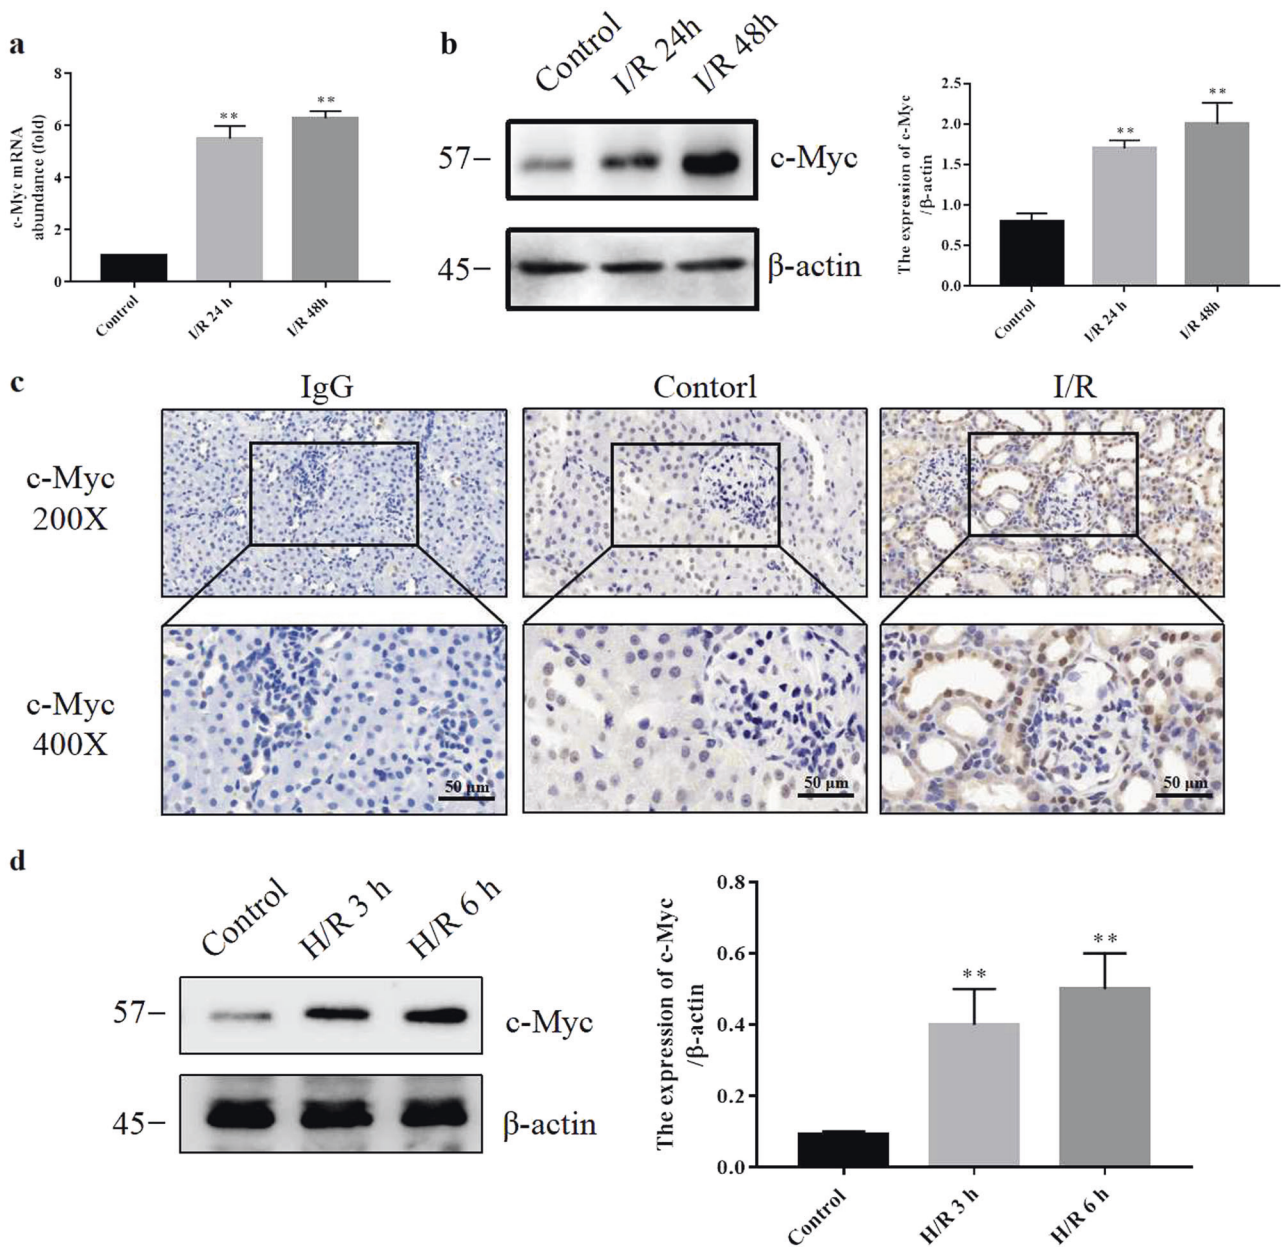 a
c-Myc mRNA
abundance (fold)
8
6
4
2
0
**
**
Control
I/R 24 h
I/R 48h
b
Control
I/R 24h
I/R 48h
57–
c-Myc
45–
β-actin
The expression of c-Myc
/β-actin
2.5
2.0
1.5
1.0
0.5
0.0
**
**
Control
I/R 24 h
I/R 48h
c
IgG
Contorl
I/R
c-Myc
200X
c-Myc
400X
50 μm
50 μm
50 μm
d
Control
H/R 3 h
H/R 6 h
57–
c-Myc
45–
β-actin
The expression of c-Myc
/β-actin
0.8
0.6
0.4
0.2
0.0
**
**
Control
H/R 3 h
H/R 6 h